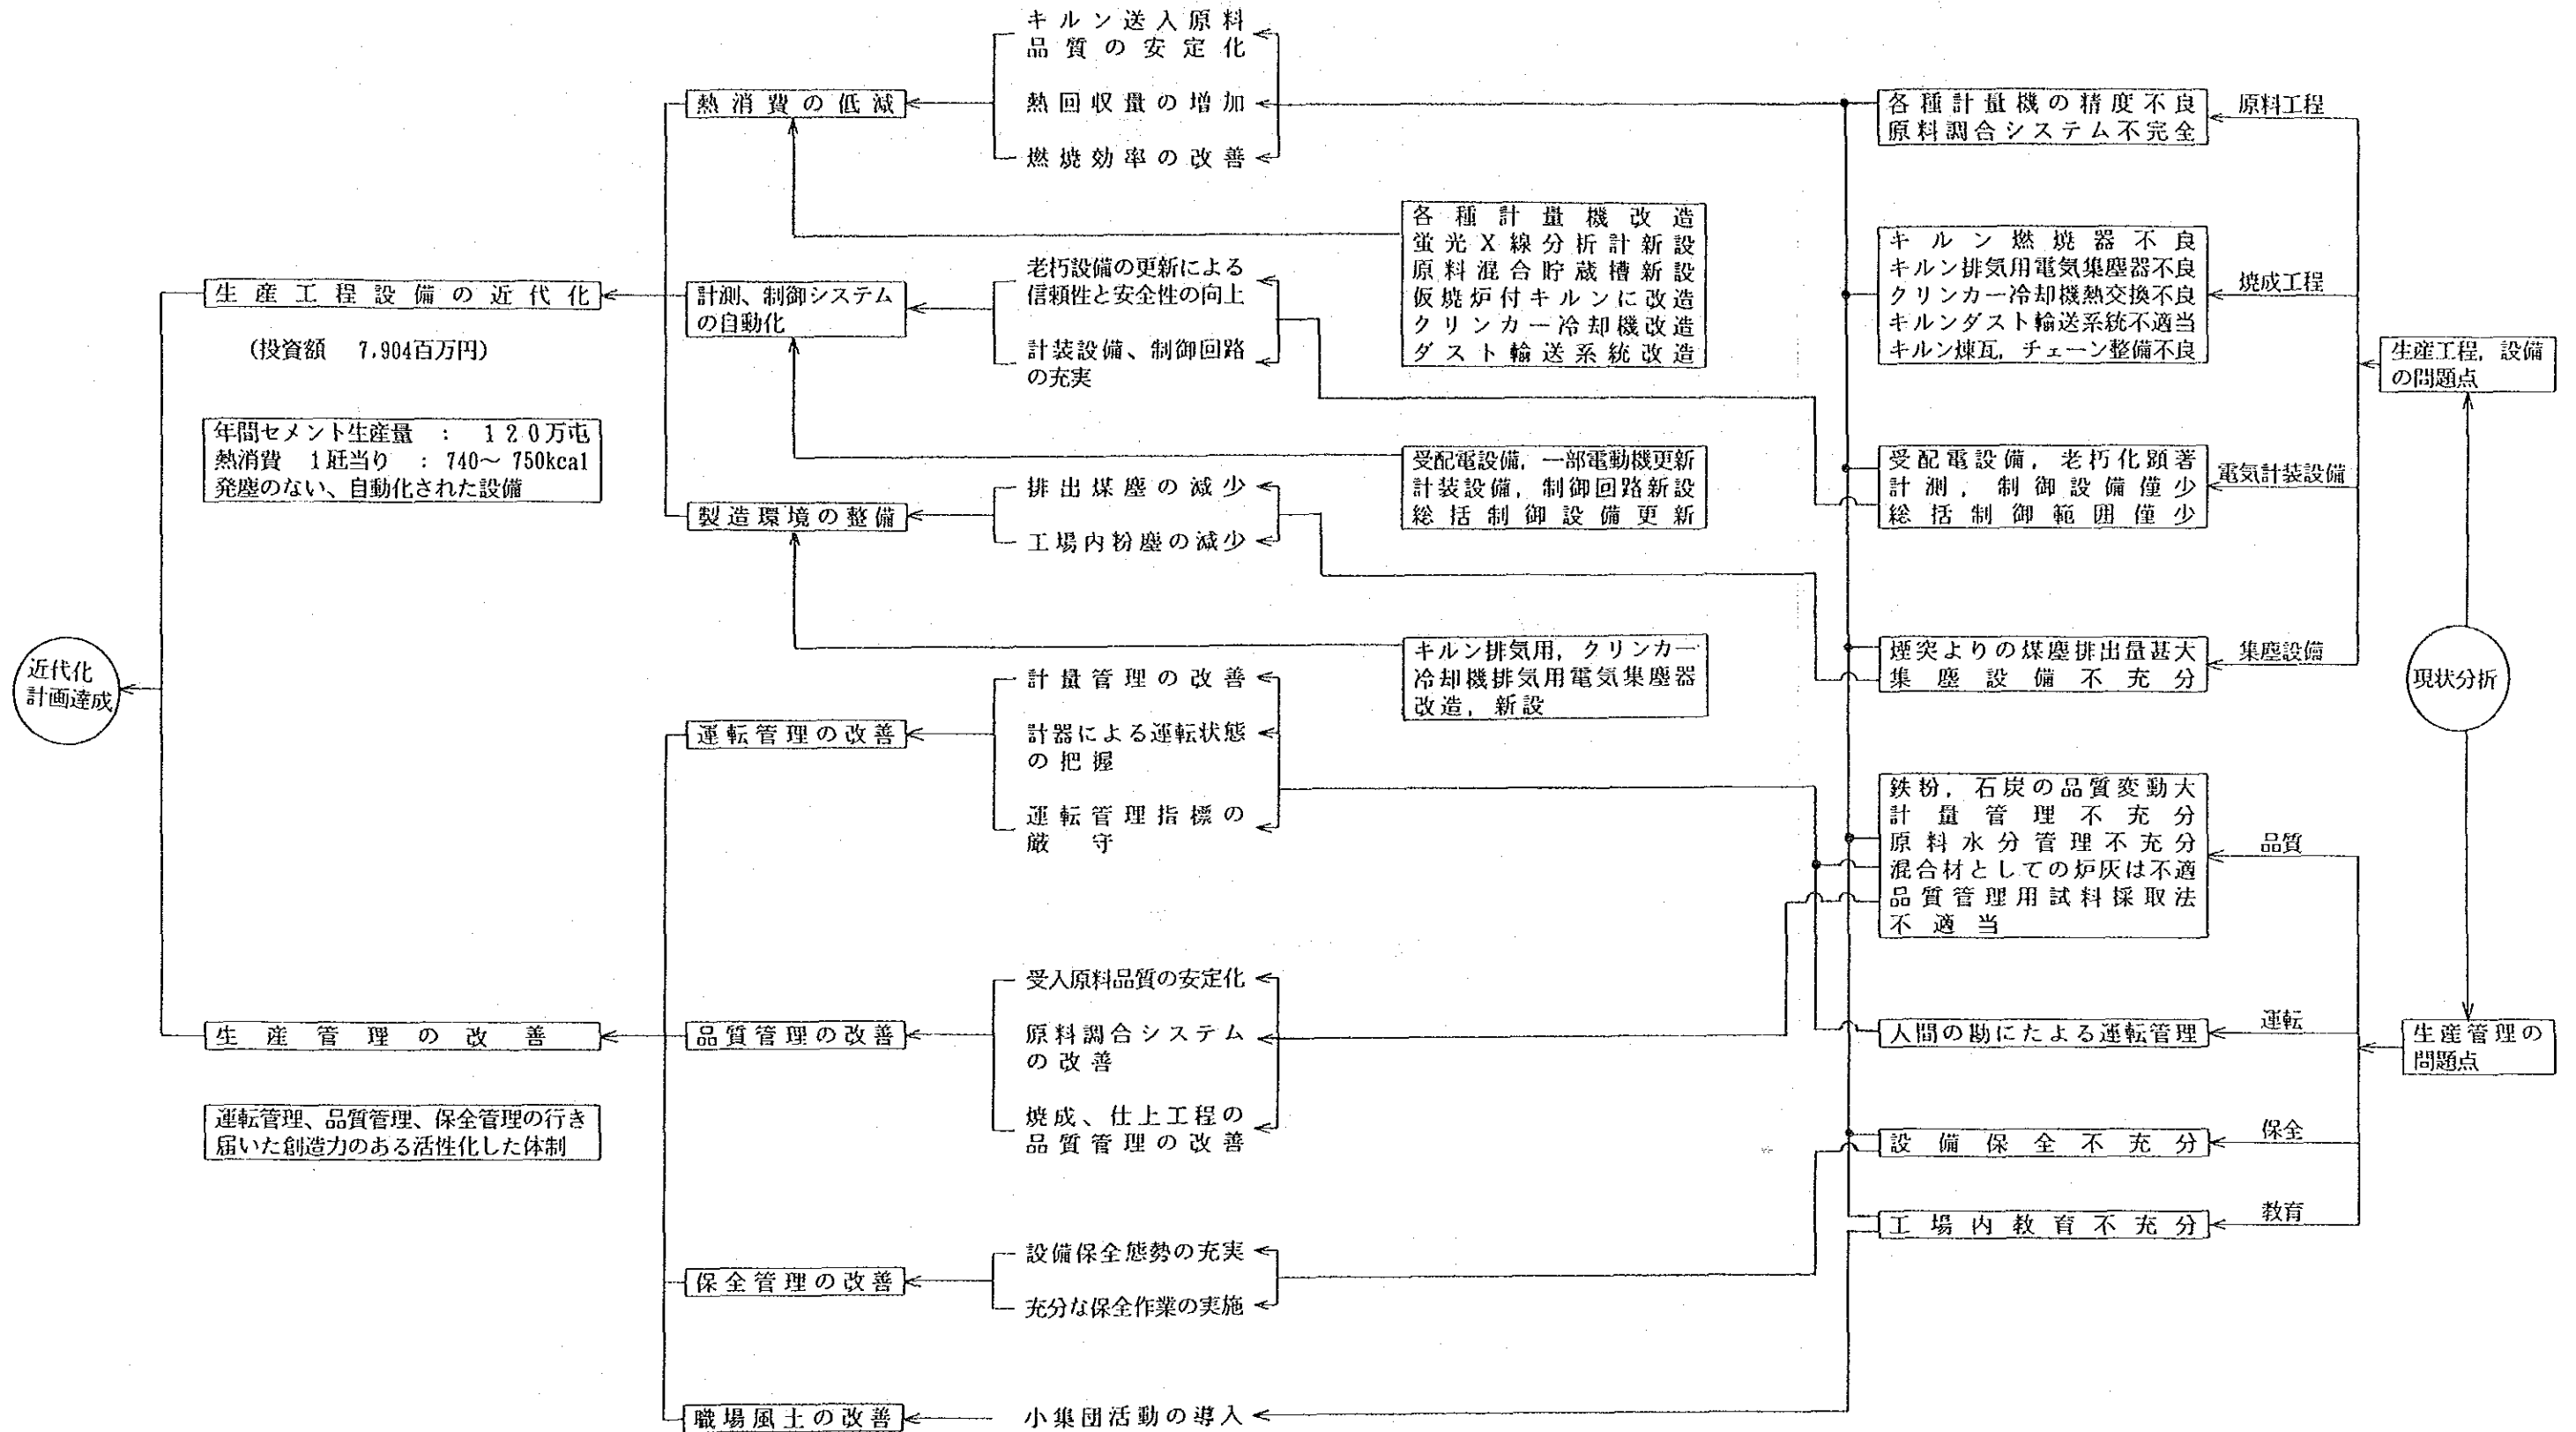 近代化
計画達成
生産工程設備の近代化
(投資額 7,904百万円)
年間セメント生産量 : 120万屯
熱消費 1瓩当り : 740～ 750kcal
発塵のない、自動化された設備
生産管理の改善
運転管理、品質管理、保全管理の行き
届いた創造力のある活性化した体制
熱消費の低減
計測、制御システム
の自動化
製造環境の整備
運転管理の改善
品質管理の改善
保全管理の改善
職場風土の改善
キルン送入原料
品質の安定化
熱回収量の増加
燃焼効率の改善
老朽設備の更新による
信頼性と安全性の向上
計装設備、制御回路
の充実
排出煤塵の減少
工場内粉塵の減少
計量管理の改善
計器による運転状態
の把握
運転管理指標の
厳守
受入原料品質の安定化
原料調合システム
の改善
焼成、仕上工程の
品質管理の改善
設備保全態勢の充実
充分な保全作業の実施
小集団活動の導入
各種計量機改造
蛍光X線分析計新設
原料混合貯蔵槽新設
仮焼炉付キルンに改造
クリンカー冷却機改造
ダスト輸送系統改造
受配電設備,一部電動機更新
計装設備,制御回路新設
総括制御設備更新
キルン排気用,クリンカー
冷却機排気用電気集塵器
改造,新設
各種計量機の精度不良
原料調合システム不完全
キルン燃焼器不良
キルン排気用電気集塵器不良
クリンカー冷却機熱交換不良
キルンダスト輸送系統不適当
キルン煉瓦,チェーン整備不良
受配電設備,老朽化顕著
計測,制御設備僅少
総括制御範囲僅少
煙突よりの煤塵排出量甚大
集塵設備不充分
鉄粉,石炭の品質変動大
計量管理不充分
原料水分管理不充分
混合材としての炉灰は不適
品質管理用試料採取法
不適当
人間の勘にたよる運転管理
設備保全不充分
工場内教育不充分
原料工程
焼成工程
電気計装設備
集塵設備
品質
運転
保全
教育
生産工程,設備
の問題点
現状分析
生産管理の
問題点